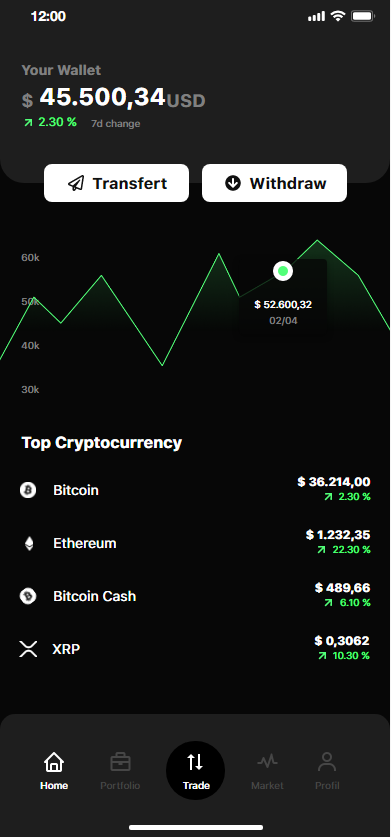 12:00
Your Wallet
$ 45.500,34 USD
2.30 %  7d change
Transfert  Withdraw
60k
50k
$ 52.600,32
02/04
40k
30k
Top Cryptocurrency
Bitcoin  $ 36.214,00
2.30 %
Ethereum  $ 1.232,35
22.30 %
Bitcoin Cash  $ 489,66
6.10 %
XRP  $ 0,3062
10.30 %
Home  Portfolio  Trade  Market  Profil